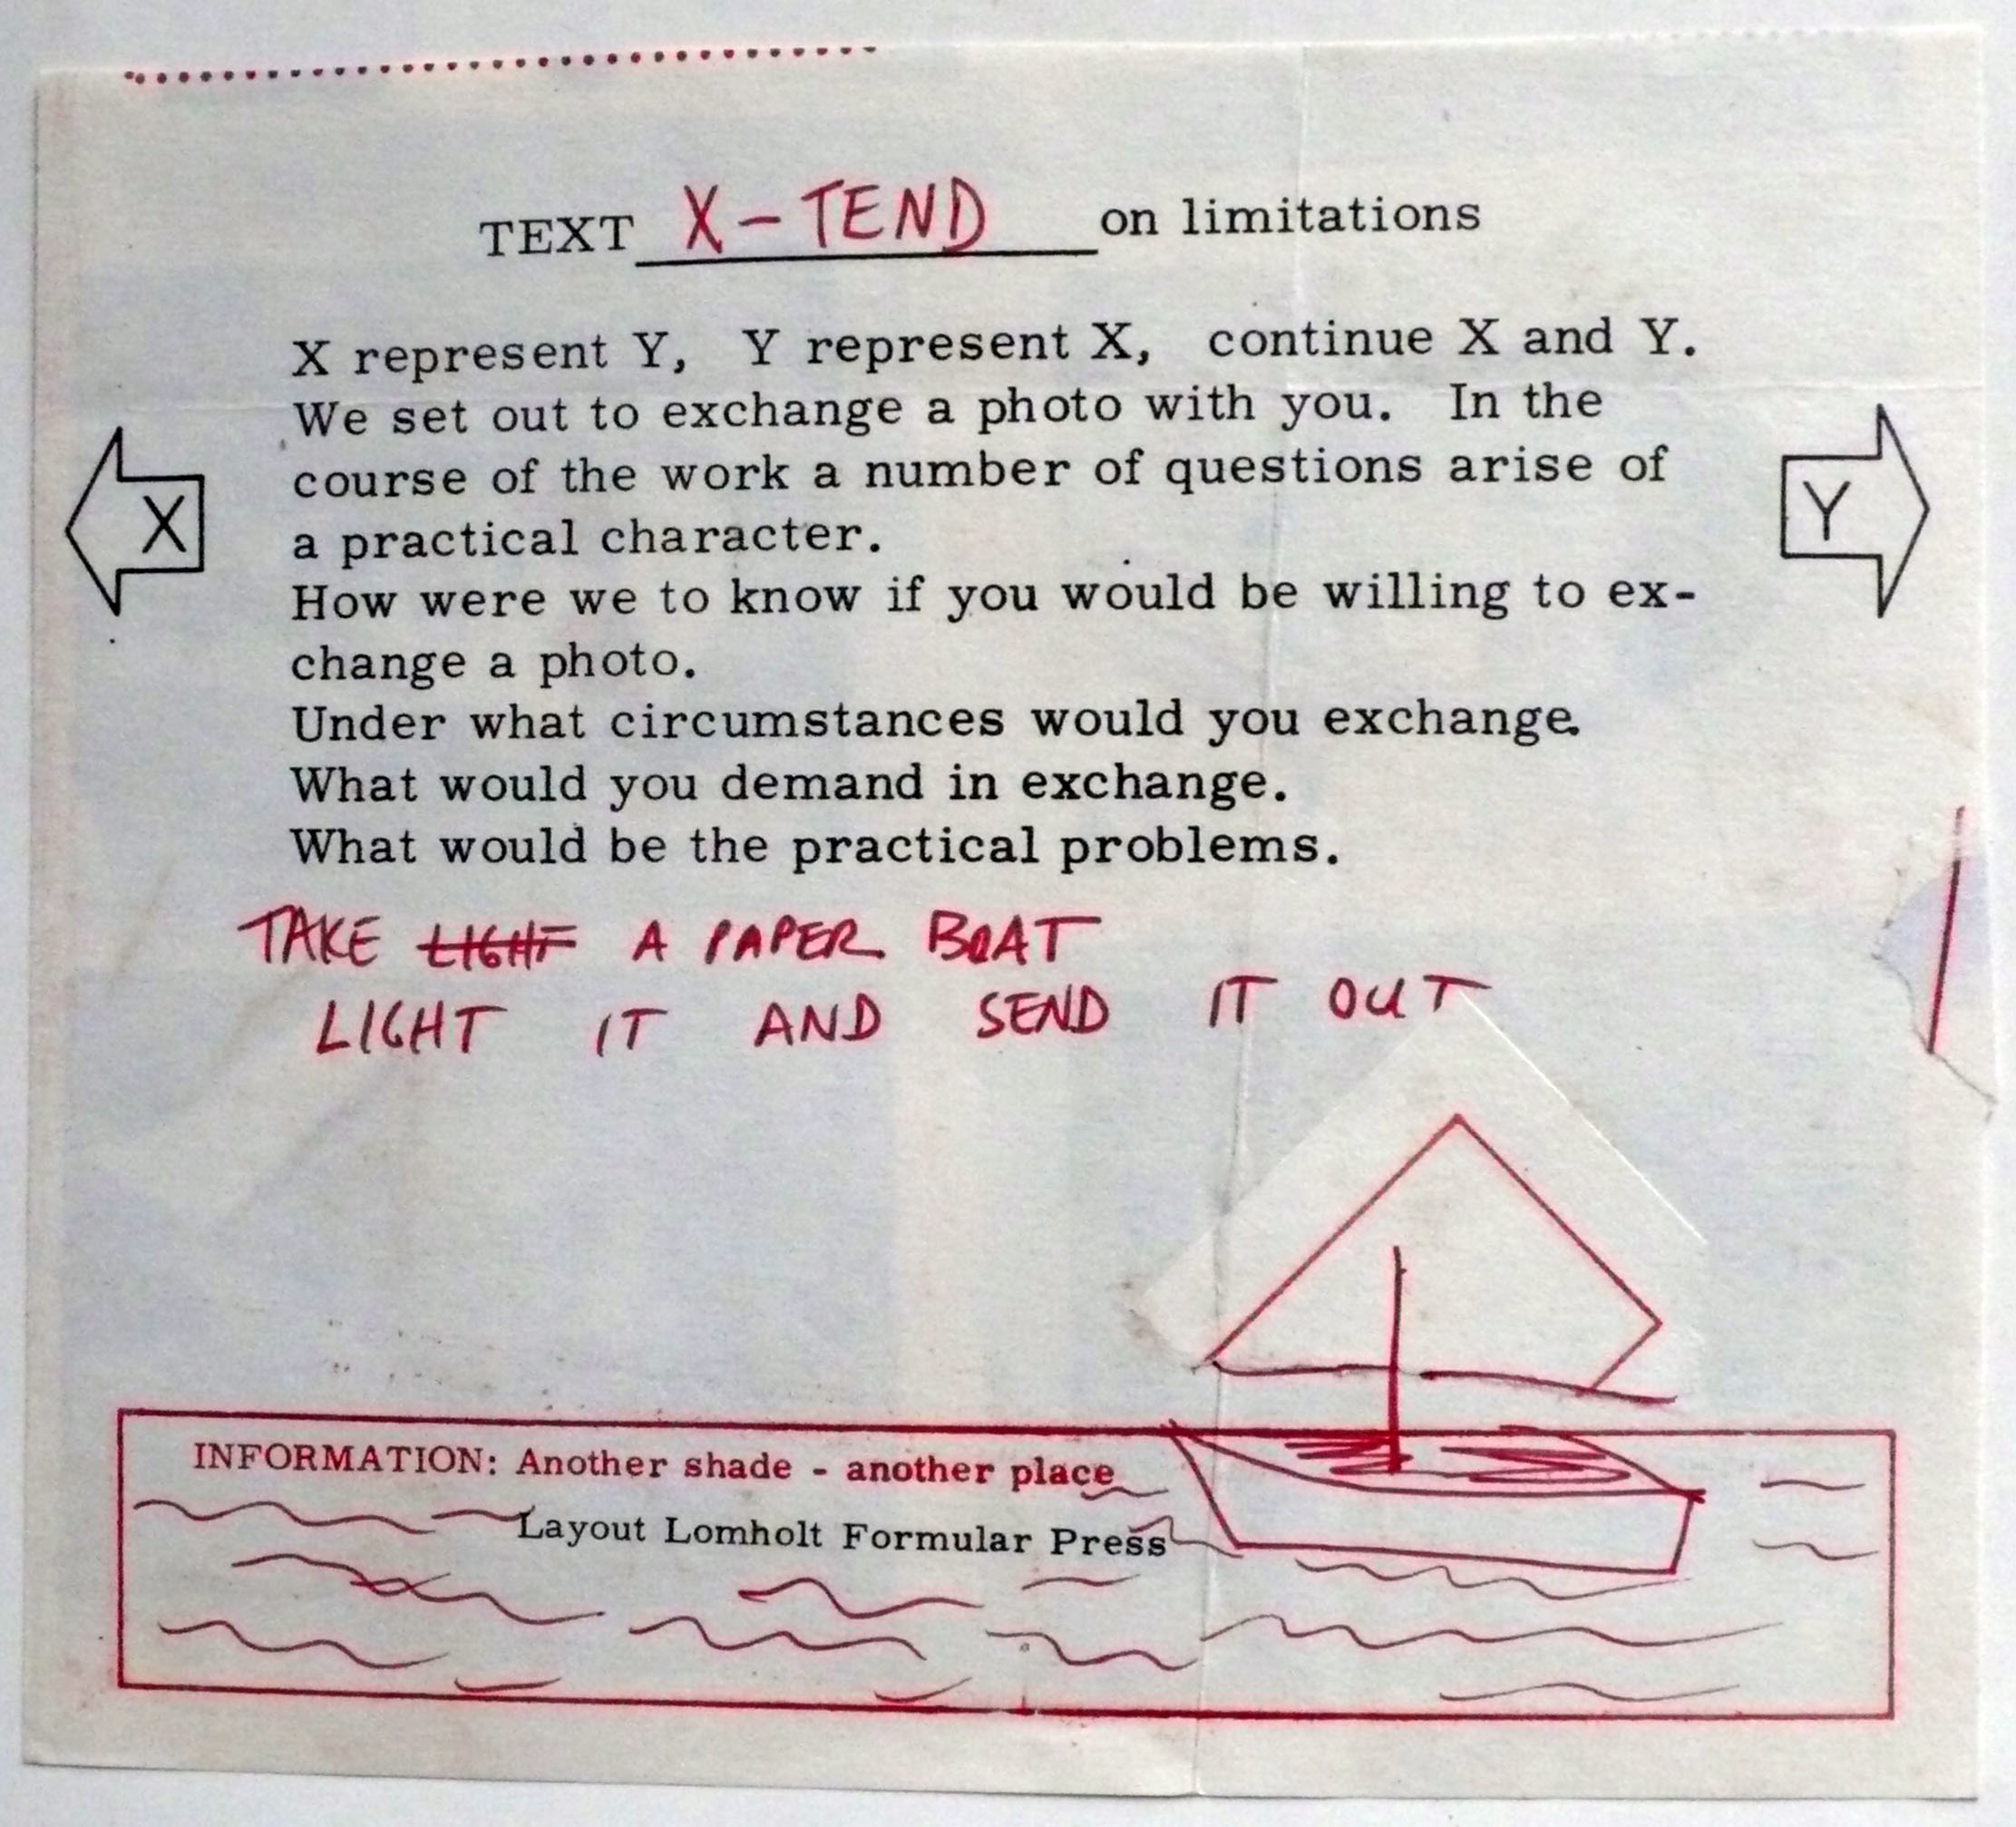 TEXT X-TEND on limitations
X represent Y, Y represent X, continue X and Y.
We set out to exchange a photo with you. In the
course of the work a number of questions arise of
X a practical character. Y
How were we to know if you would be willing to ex-
change a photo.
Under what circumstances would you exchange.
What would you demand in exchange.
What would be the practical problems.
TAKE LIGHT A PAPER BOAT
LIGHT IT AND SEND IT OUT
INFORMATION: Another shade - another place
Layout Lomholt Formular Press